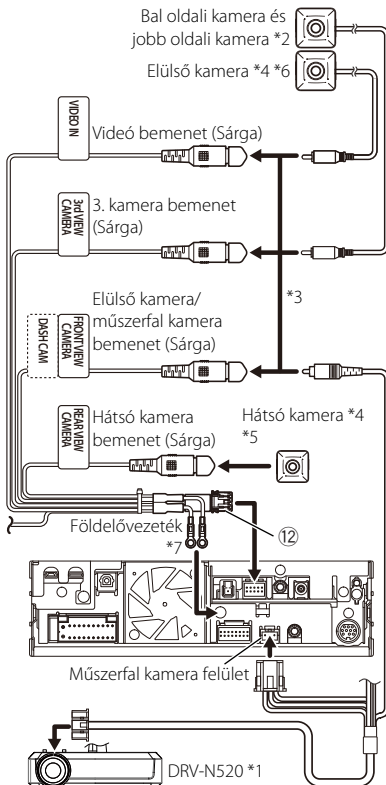 Bal oldali kamera és
jobb oldali kamera *2
Elülső kamera *4 *6
VIDEO IN
Videó bemenet (Sárga)
3rd VIEW
CAMERA
3. kamera bemenet
(Sárga)
*3
Elülső kamera/
műszerfal kamera
bemenet (Sárga)
FRONT VIEW
CAMERA
DASH CAM
REAR VIEW
CAMERA
Hátsó kamera
bemenet (Sárga)
Hátsó kamera *4
*5
Földelővezeték
*7
⑫
Műszerfal kamera felület
DRV-N520 *1